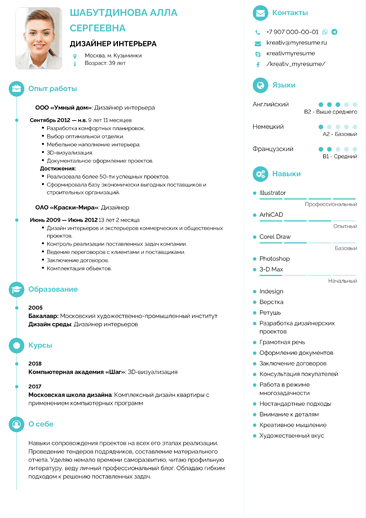 ШАБУТДИНОВА АЛЛА
СЕРГЕЕВНА
ДИЗАЙНЕР ИНТЕРЬЕРА
Москва, м. Кузьминки
Возраст: 39 лет
Опыт работы
ООО «Умный дом»: Дизайнер интерьера
Сентябрь 2012 — н.в. 9 лет 11 месяцев
Разработка комфортных планировок.
Выбор оптимальной отделки
Мебельное наполнение интерьера.
3D-визуализация.
Документальное оформление проектов.
Достижения:
Реализовала более 50-ти успешных проектов.
Сформировала базу экономически выгодных поставщиков и
строительных организаций.
ОАО «Краски-Мира»: Дизайнер
Июнь 2009 — Июнь 2012 13 лет 2 месяца
Дизайн интерьеров и экстерьеров коммерческих и общественных
проектов.
Контроль реализации поставленных задач компании
Ведение переговоров с клиентами и поставщиками.
Заключение договоров.
Комплектация объектов.
Образование
2005
Бакалавр: Московский художественно-промышленный институт
Дизайн среды: Дизайнер интерьеров
Курсы
2018
Компьютерная академия «Шаг»: 3D-визуализация
2017
Московская школа дизайна: Комплексный дизайн квартиры с
применением компьютерных программ
О себе
Навыки сопровождения проектов на всех его этапах реализации.
Проведение тендеров подрядчиков, составление материального
отчета. Уделяю немало времени саморазвитию, читаю профильную
литературу, веду личный профессиональный блог. Обладаю гибким
подходом к решению поставленных задач.
Контакты
+7 907 000-00-01
kreativ@myresume.ru
kreativmyresume
/kreativ_myresume/
Языки
Английский
B2 - Выше среднего
Немецкий
A2 - Базовый
Французский
B1 - Средний
Навыки
Illustrator
Профессиональный
ArhiCAD
Опытный
Corel Draw
Базовый
Photoshop
3-D Max
Начальный
Indesign
Верстка
Ретушь
Разработка дизайнерских
проектов
Грамотная речь
Оформление документов
Заключение договоров
Консультация покупателей
Работа в режиме
многозадачности
Нестандартные подходы
Внимание к деталям
Креативное мышление
Художественный вкус